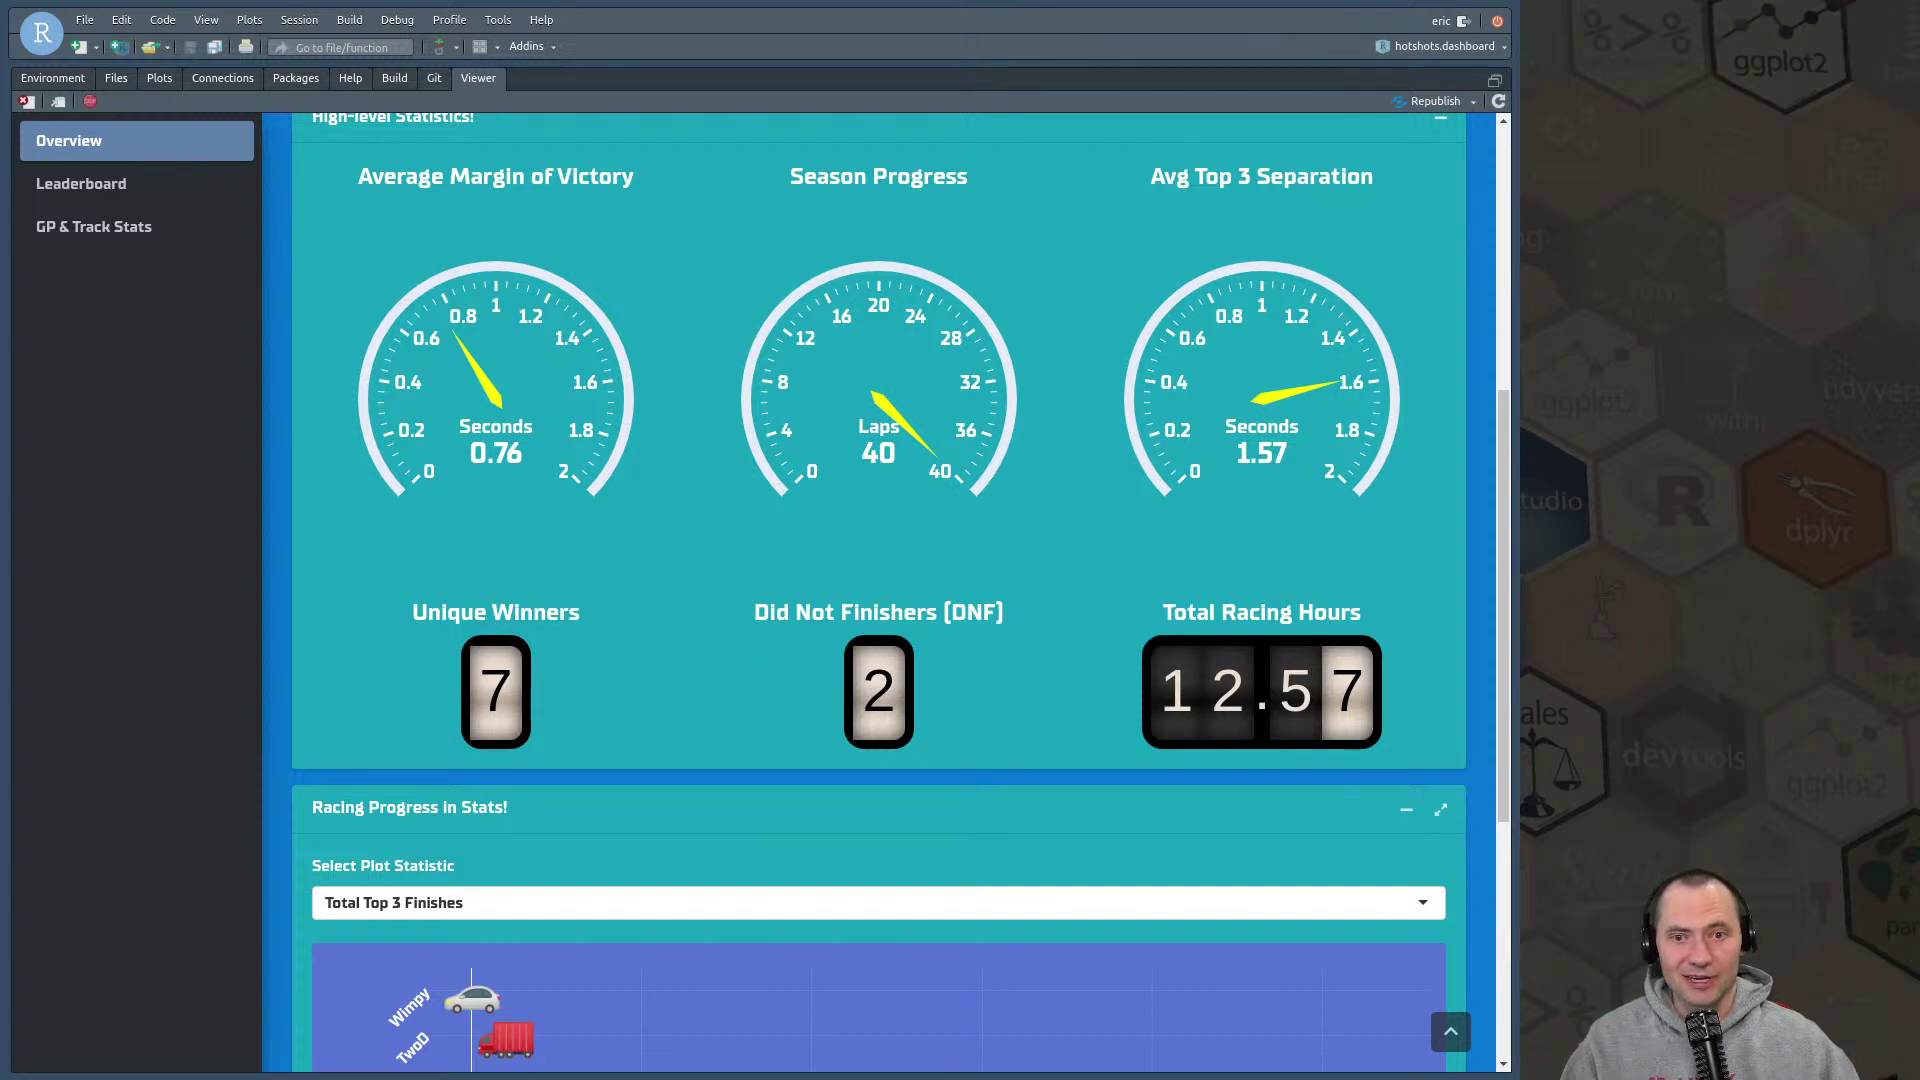 File Edit Code View Plots Session Build Debug Profile Tools Help
eric
R
Go to file/function
Addins
hotshots.dashboard
Environment Files Plots Connections Packages Help Build Git Viewer
Republish
Overview
Leaderboard
GP & Track Stats
High-level Statistics!
Average Margin of Victory
Season Progress
Avg Top 3 Separation
0 0.2 0.4 0.6 0.8 1 1.2 1.4 1.6 1.8 2
Seconds
0.76
0 4 8 12 16 20 24 28 32 36 40
Laps
40
0 0.2 0.4 0.6 0.8 1 1.2 1.4 1.6 1.8 2
Seconds
1.57
Unique Winners
Did Not Finishers (DNF)
Total Racing Hours
7
2
12.57
Racing Progress in Stats!
Select Plot Statistic
Total Top 3 Finishes
Wimpy
TwoD
%>%
ggplot2
ggplot2
tidyvers
with
studio
R
dplyr
ales
devtools
ggplot2
par